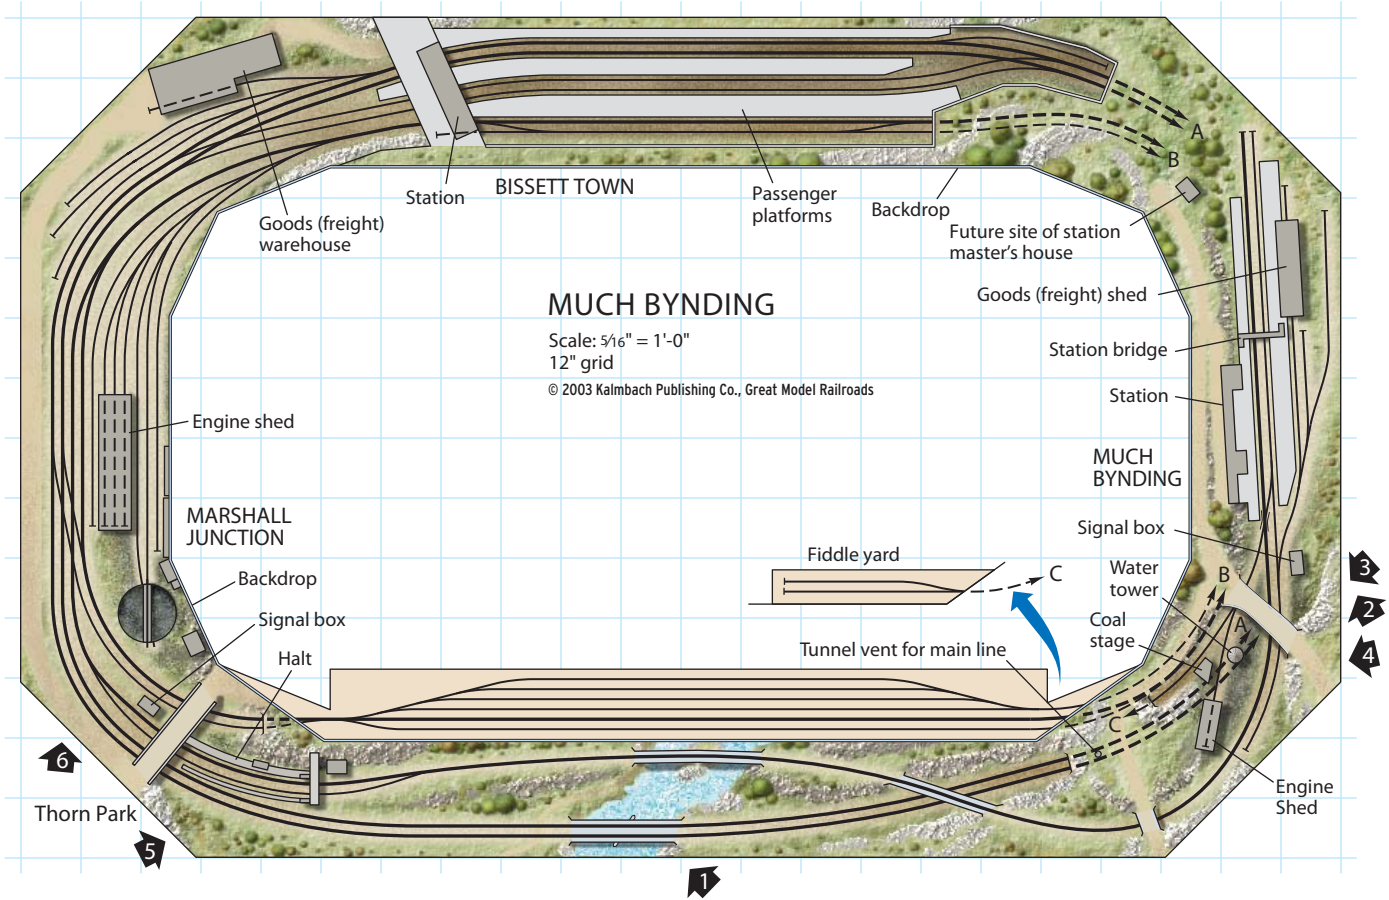 A
B
Station
BISSETT TOWN
Passenger
platforms
Backdrop
Goods (freight)
warehouse
Future site of station
master's house
Goods (freight) shed
MUCH BYNDING
Scale: 5/16" = 1'-0"
12" grid
© 2003 Kalmbach Publishing Co., Great Model Railroads
Station bridge
Station
Engine shed
MUCH
BYNDING
MARSHALL
JUNCTION
Signal box
Fiddle yard
C
Water
tower
B
3
Backdrop
2
Signal box
Coal
stage
A
4
Halt
Tunnel vent for main line
C
6
Engine
Shed
Thorn Park
5
1